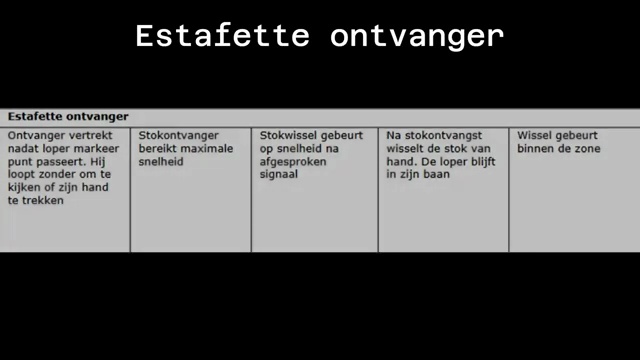 Estafette ontvanger
Estafette ontvanger
Ontvanger vertrekt
nadat loper markeer
punt passeert. Hij
loopt zonder om te
kijken of zijn hand
te trekken
Stokontvanger
bereikt maximale
snelheid
Stokwissel gebeurt
op snelheid na
afgesproken
signaal
Na stokontvangst
wisselt de stok van
hand. De loper blijft
in zijn baan
Wissel gebeurt
binnen de zone